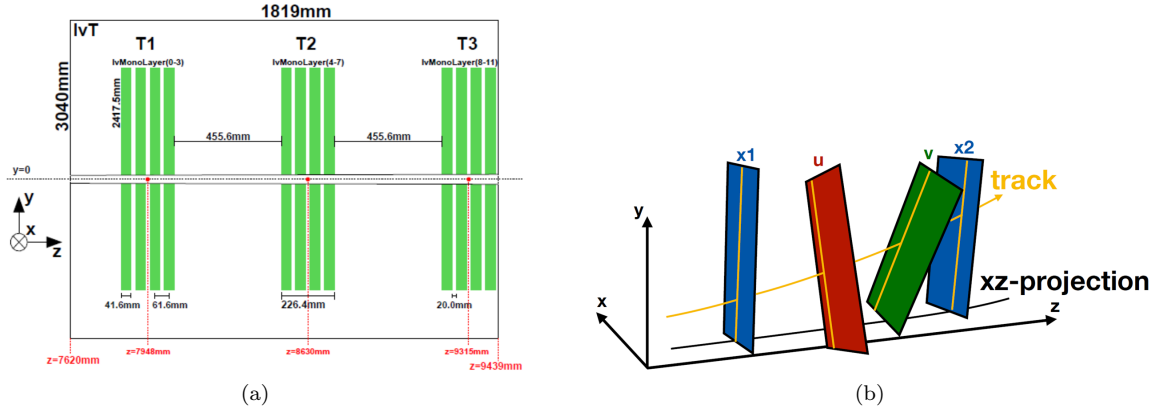 1819mm
lvT
T1
T2
T3
lvMonoLayer(0-3)
lvMonoLayer(4-7)
lvMonoLayer(8-11)
3040mm
2417.5mm
455.6mm
455.6mm
y=0
y
x
z
41.6mm
61.6mm
226.4mm
20.0mm
z=7948mm
z=8630mm
z=9315mm
z=7620mm
z=9439mm
(a)
x1
u
v
x2
track
y
x
xz-projection
z
(b)